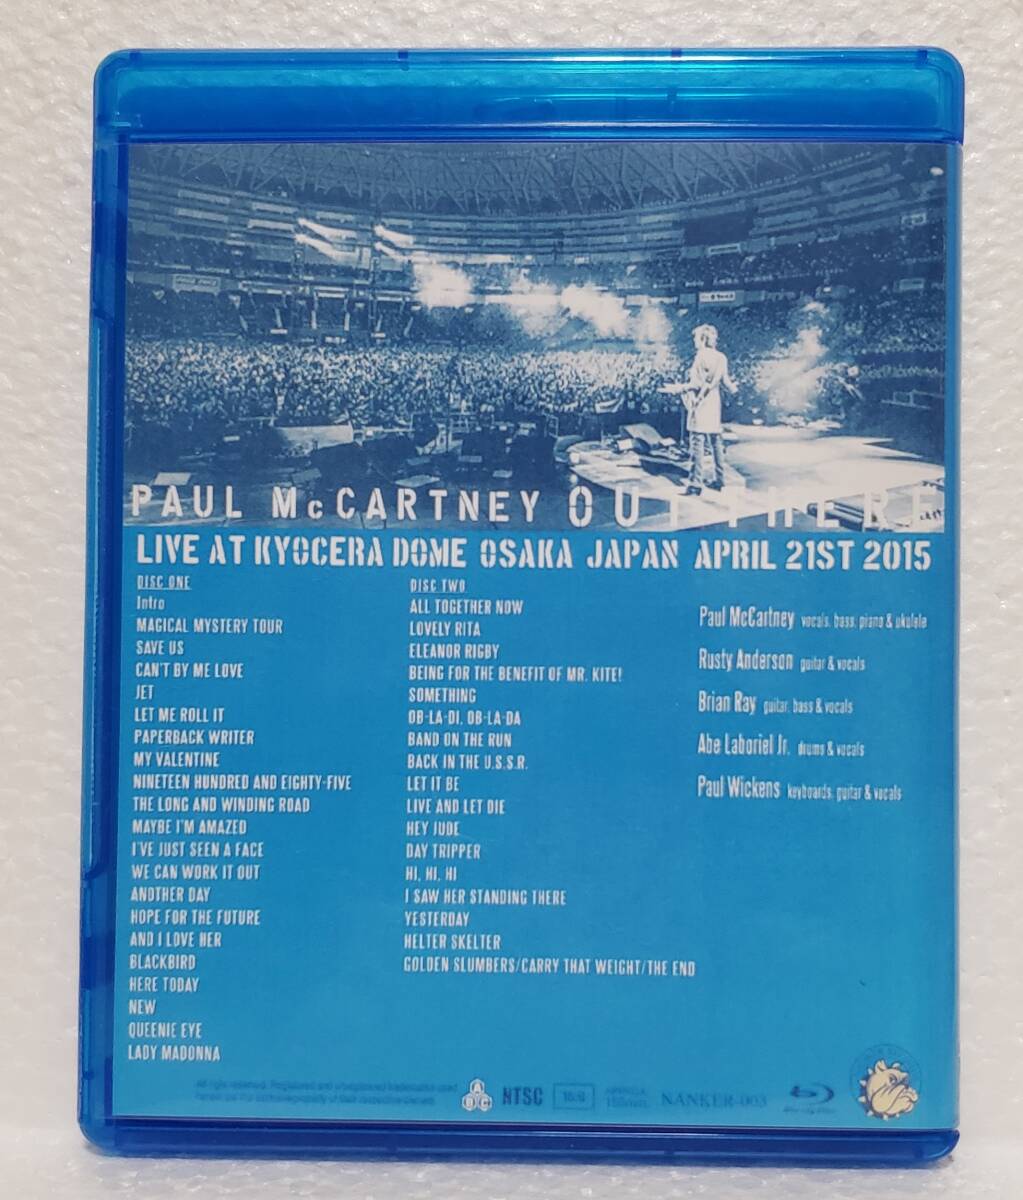 PAUL McCARTNEY OUT THERE
LIVE AT KYOCERA DOME OSAKA JAPAN APRIL 21ST 2015
DISC ONE
Intro
MAGICAL MYSTERY TOUR
SAVE US
CAN'T BY ME LOVE
JET
LET ME ROLL IT
PAPERBACK WRITER
MY VALENTINE
NINETEEN HUNDRED AND EIGHTY-FIVE
THE LONG AND WINDING ROAD
MAYBE I'M AMAZED
I'VE JUST SEEN A FACE
WE CAN WORK IT OUT
ANOTHER DAY
HOPE FOR THE FUTURE
AND I LOVE HER
BLACKBIRD
HERE TODAY
NEW
QUEENIE EYE
LADY MADONNA
DISC TWO
ALL TOGETHER NOW
LOVELY RITA
ELEANOR RIGBY
BEING FOR THE BENEFIT OF MR. KITE!
SOMETHING
OB-LA-DI, OB-LA-DA
BAND ON THE RUN
BACK IN THE U.S.S.R.
LET IT BE
LIVE AND LET DIE
HEY JUDE
DAY TRIPPER
HI, HI, HI
I SAW HER STANDING THERE
YESTERDAY
HELTER SKELTER
GOLDEN SLUMBERS/CARRY THAT WEIGHT/THE END
Paul McCartney vocals, bass, piano & ukulele
Rusty Anderson guitar & vocals
Brian Ray guitar, bass & vocals
Abe Laboriel Jr. drums & vocals
Paul Wickens keyboards, guitar & vocals
All right reserved. Registered and unregistered trademarks used
NTSC
16:9
NANKER-003